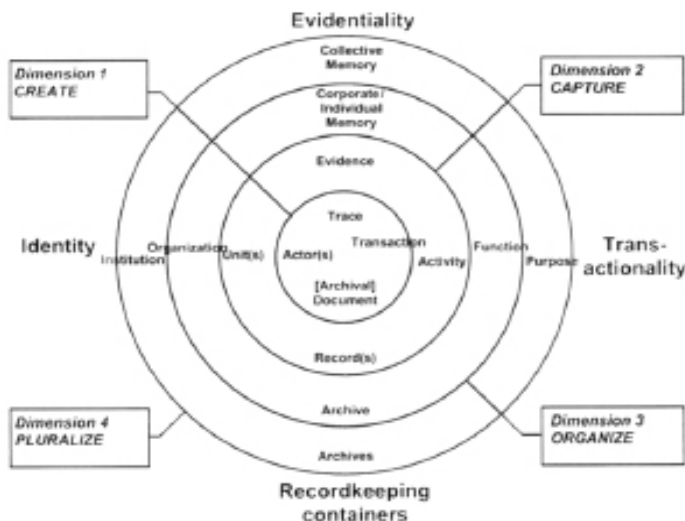 Evidentiality
Collective
Memory
Dimension 1
CREATE
Dimension 2
CAPTURE
Corporate/
Individual
Memory
Evidence
Trace
Identity
Institution
Organization
Unit(s)
Actor(s)
Transaction
Activity
Function
Purpose
Trans-
actionality
[Archival]
Document
Record(s)
Archive
Archives
Dimension 4
PLURALIZE
Dimension 3
ORGANIZE
Recordkeeping
containers